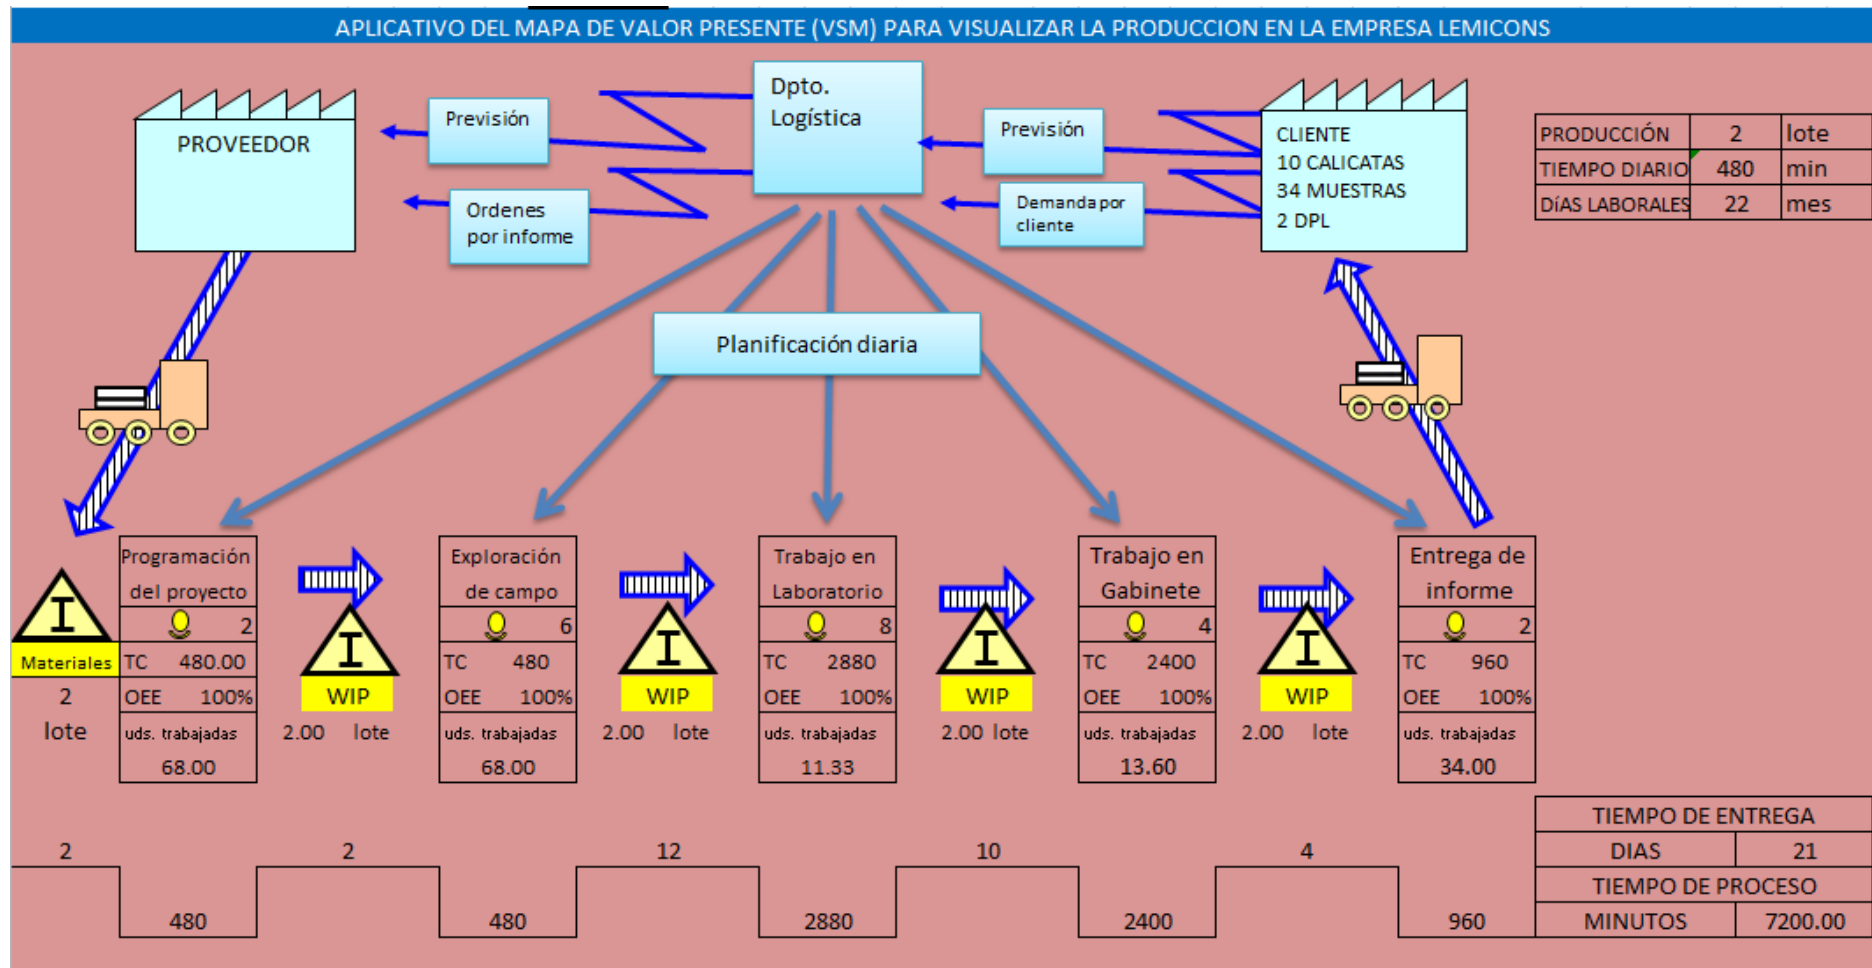 APLICATIVO DEL MAPA DE VALOR PRESENTE (VSM) PARA VISUALIZAR LA PRODUCCION EN LA EMPRESA LEMICONS
PROVEEDOR
Previsión
Ordenes
por informe
Dpto.
Logística
Previsión
Demanda por
cliente
CLIENTE
10 CALICATAS
34 MUESTRAS
2 DPL
PRODUCCIÓN 2 lote
TIEMPO DIARIO 480 min
DíAS LABORALES 22 mes
Planificación diaria
I
Materiales
2
lote
Programación
del proyecto
2
TC 480.00
OEE 100%
uds. trabajadas
68.00
I
WIP
2.00 lote
Exploración
de campo
6
TC 480
OEE 100%
uds. trabajadas
68.00
I
WIP
2.00 lote
Trabajo en
Laboratorio
8
TC 2880
OEE 100%
uds. trabajadas
11.33
I
WIP
2.00 lote
Trabajo en
Gabinete
4
TC 2400
OEE 100%
uds. trabajadas
13.60
I
WIP
2.00 lote
Entrega de
informe
2
TC 960
OEE 100%
uds. trabajadas
34.00
2 2 12 10 4
480 480 2880 2400 960
TIEMPO DE ENTREGA
DIAS 21
TIEMPO DE PROCESO
MINUTOS 7200.00